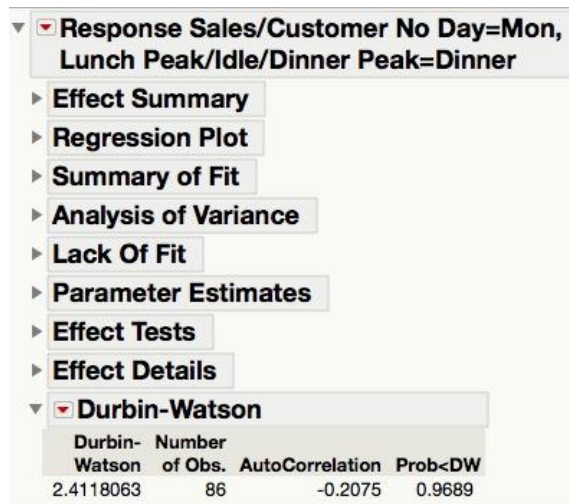 Response Sales/Customer No Day=Mon,
Lunch Peak/Idle/Dinner Peak=Dinner
Effect Summary
Regression Plot
Summary of Fit
Analysis of Variance
Lack Of Fit
Parameter Estimates
Effect Tests
Effect Details
Durbin-Watson
Durbin- Number
Watson of Obs. AutoCorrelation Prob<DW
2.4118063 86 -0.2075 0.9689